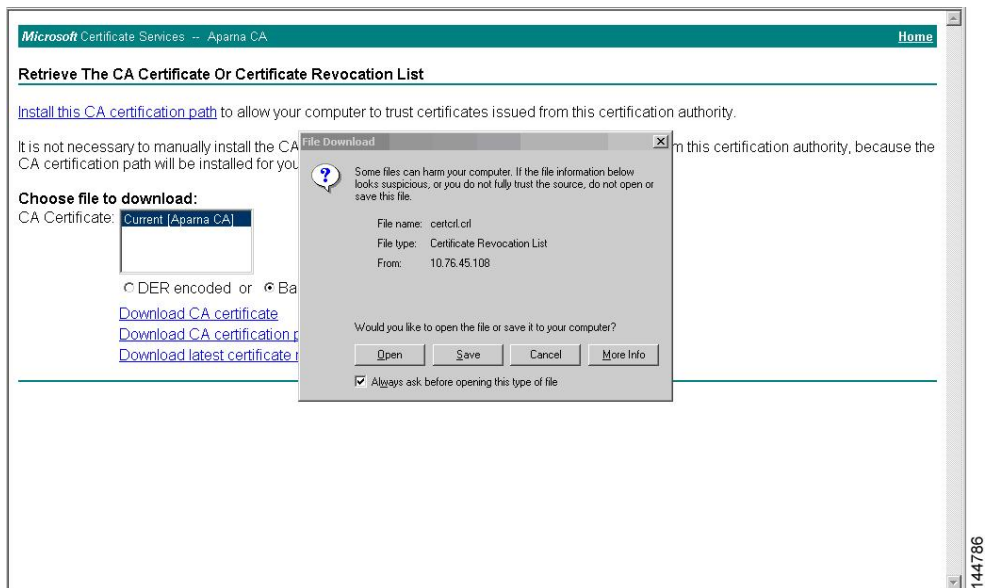 Microsoft Certificate Services -- Aparna CA Home
Retrieve The CA Certificate Or Certificate Revocation List
Install this CA certification path to allow your computer to trust certificates issued from this certification authority.
It is not necessary to manually install the CA
m this certification authority, because the
CA certification path will be installed for you
Choose file to download:
CA Certificate: Current [Aparna CA]
DER encoded or Ba
Download CA certificate
Download CA certification p
Download latest certificate r
File Download
Some files can harm your computer. If the file information below
looks suspicious, or you do not fully trust the source, do not open or
save this file.
File name: certcrl.crl
File type: Certificate Revocation List
From: 10.76.45.108
Would you like to open the file or save it to your computer?
Open Save Cancel More Info
Always ask before opening this type of file
144786